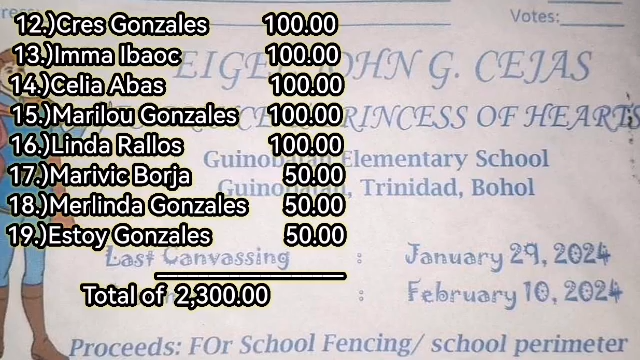 Votes:
12.)Cres Gonzales 100.00
13.)Imma Ibaoc 100.00
14.)Celia Abas 100.00
15.)Marilou Gonzales 100.00
16.)Linda Rallos 100.00
17.)Marivic Borja 50.00
18.)Merlinda Gonzales 50.00
19.)Estoy Gonzales 50.00
Total of 2,300.00
JOHN G. CEJAS
PRINCESS OF HEARTS
Elementary School
Trinidad, Bohol
Last Canvassing : January 29, 2024
: February 10, 2024
Proceeds: FOr School Fencing/ school perimeter